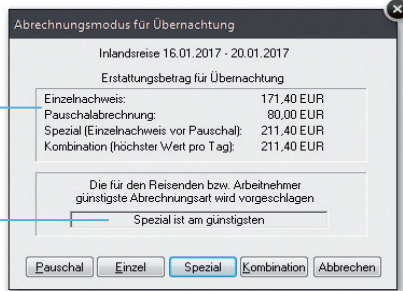 Abrechnungsmodus für Übernachtung
Inlandsreise 16.01.2017 - 20.01.2017
Erstattungsbetrag für Übernachtung
Einzelnachweis: 171,40 EUR
Pauschalabrechnung: 80,00 EUR
Spezial (Einzelnachweis vor Pauschal): 211,40 EUR
Kombination (höchster Wert pro Tag): 211,40 EUR
Die für den Reisenden bzw. Arbeitnehmer
günstigste Abrechnungsart wird vorgeschlagen
Spezial ist am günstigsten
Pauschal Einzel Spezial Kombination Abbrechen